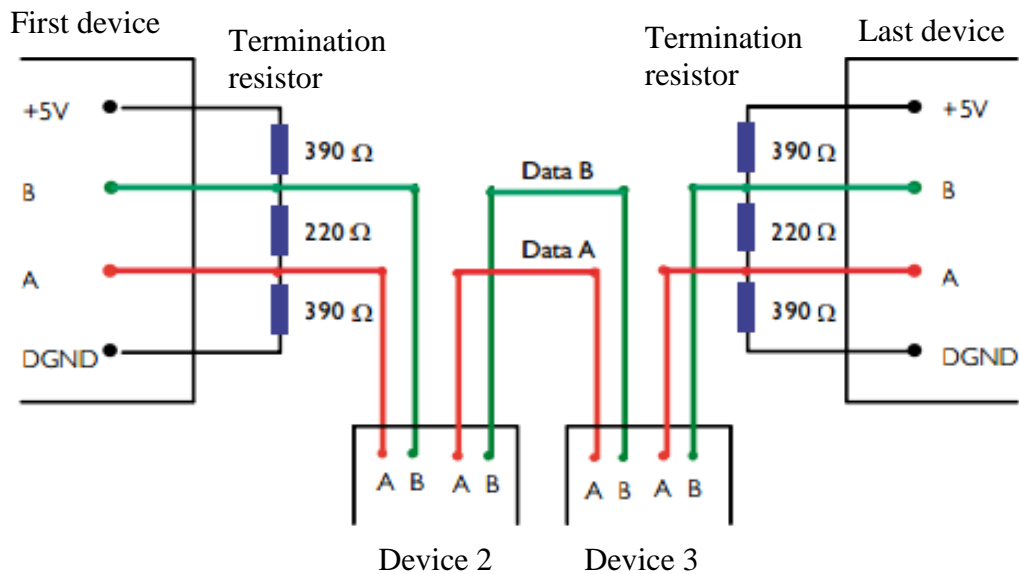 First device
Termination
resistor
+5V
390 Ω
B
220 Ω
A
390 Ω
DGND
Data B
Data A
Termination
resistor
Last device
+5V
390 Ω
B
220 Ω
A
390 Ω
DGND
A B A B
A B A B
Device 2
Device 3